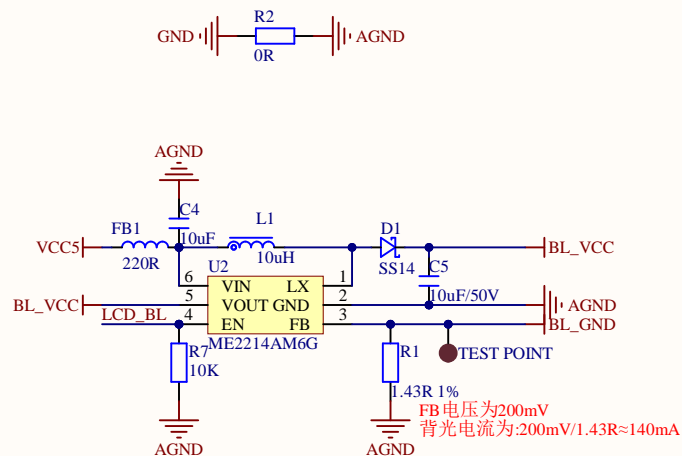 R2
GND
AGND
0R
AGND
C4
10uF
FB1
L1
D1
VCC5
BL_VCC
220R
10uH
SS14
C5
10uF/50V
U2
6
VIN
LX
1
BL_VCC
5
VOUT
GND
2
AGND
LCD_BL
4
EN
FB
3
BL_GND
ME2214AM6G
R7
10K
R1
1.43R 1%
TEST POINT
FB电压为200mV
背光电流为:200mV/1.43R≈140mA
AGND
AGND